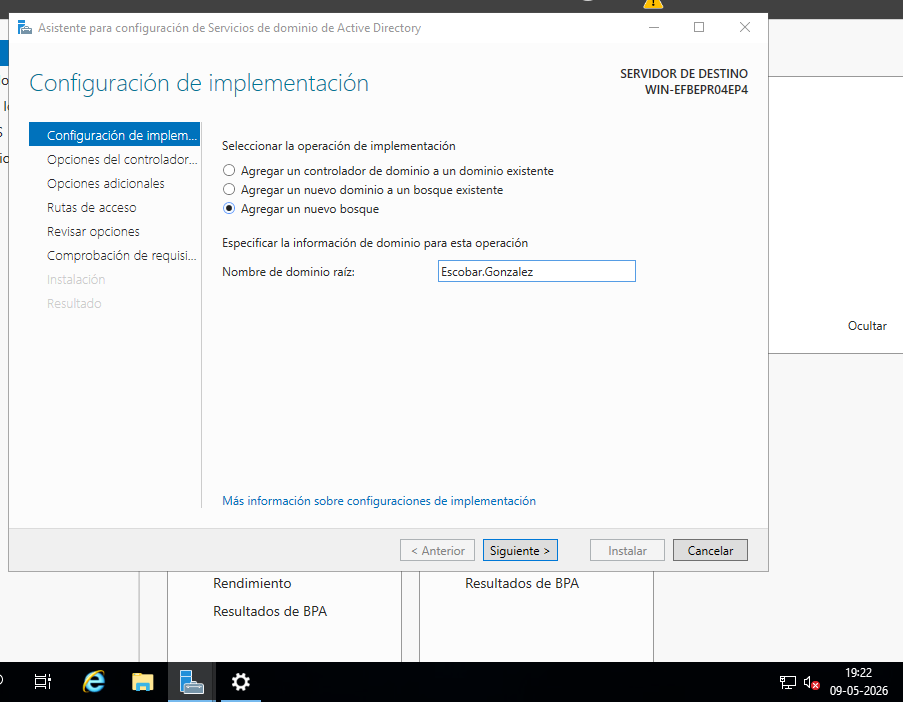 Asistente para configuración de Servicios de dominio de Active Directory
Configuración de implementación
SERVIDOR DE DESTINO
WIN-EFBEPR04EP4
Configuración de implem...
Opciones del controlador...
Opciones adicionales
Rutas de acceso
Revisar opciones
Comprobación de requisi...
Instalación
Resultado
Seleccionar la operación de implementación
Agregar un controlador de dominio a un dominio existente
Agregar un nuevo dominio a un bosque existente
Agregar un nuevo bosque
Especificar la información de dominio para esta operación
Nombre de dominio raíz:
Escobar.Gonzalez
Más información sobre configuraciones de implementación
< Anterior
Siguiente >
Instalar
Cancelar
Ocultar
Rendimiento
Resultados de BPA
Resultados de BPA
19:22
09-05-2026